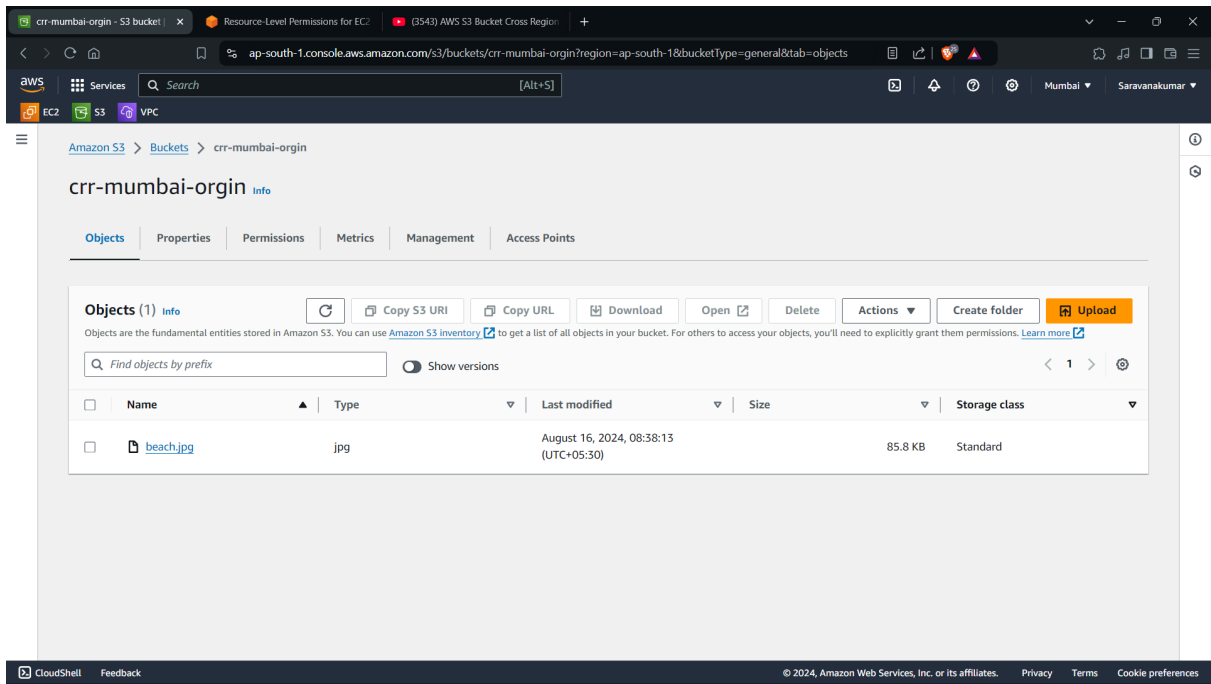 crr-mumbai-orgin - S3 bucket |
Resource-Level Permissions for EC2
(3543) AWS S3 Bucket Cross Region
ap-south-1.console.aws.amazon.com/s3/buckets/crr-mumbai-orgin?region=ap-south-1&bucketType=general&tab=objects
aws Services Search [Alt+S] Mumbai ▼ Saravanakumar ▼
EC2 S3 VPC
Amazon S3 > Buckets > crr-mumbai-orgin
crr-mumbai-orgin Info
Objects Properties Permissions Metrics Management Access Points
Objects (1) Info Copy S3 URI Copy URL Download Open Delete Actions ▼ Create folder Upload
Objects are the fundamental entities stored in Amazon S3. You can use Amazon S3 inventory to get a list of all objects in your bucket. For others to access your objects, you'll need to explicitly grant them permissions. Learn more
Find objects by prefix Show versions 1
Name Type Last modified Size Storage class
beach.jpg jpg August 16, 2024, 08:38:13 (UTC+05:30) 85.8 KB Standard
CloudShell Feedback © 2024, Amazon Web Services, Inc. or its affiliates. Privacy Terms Cookie preferences